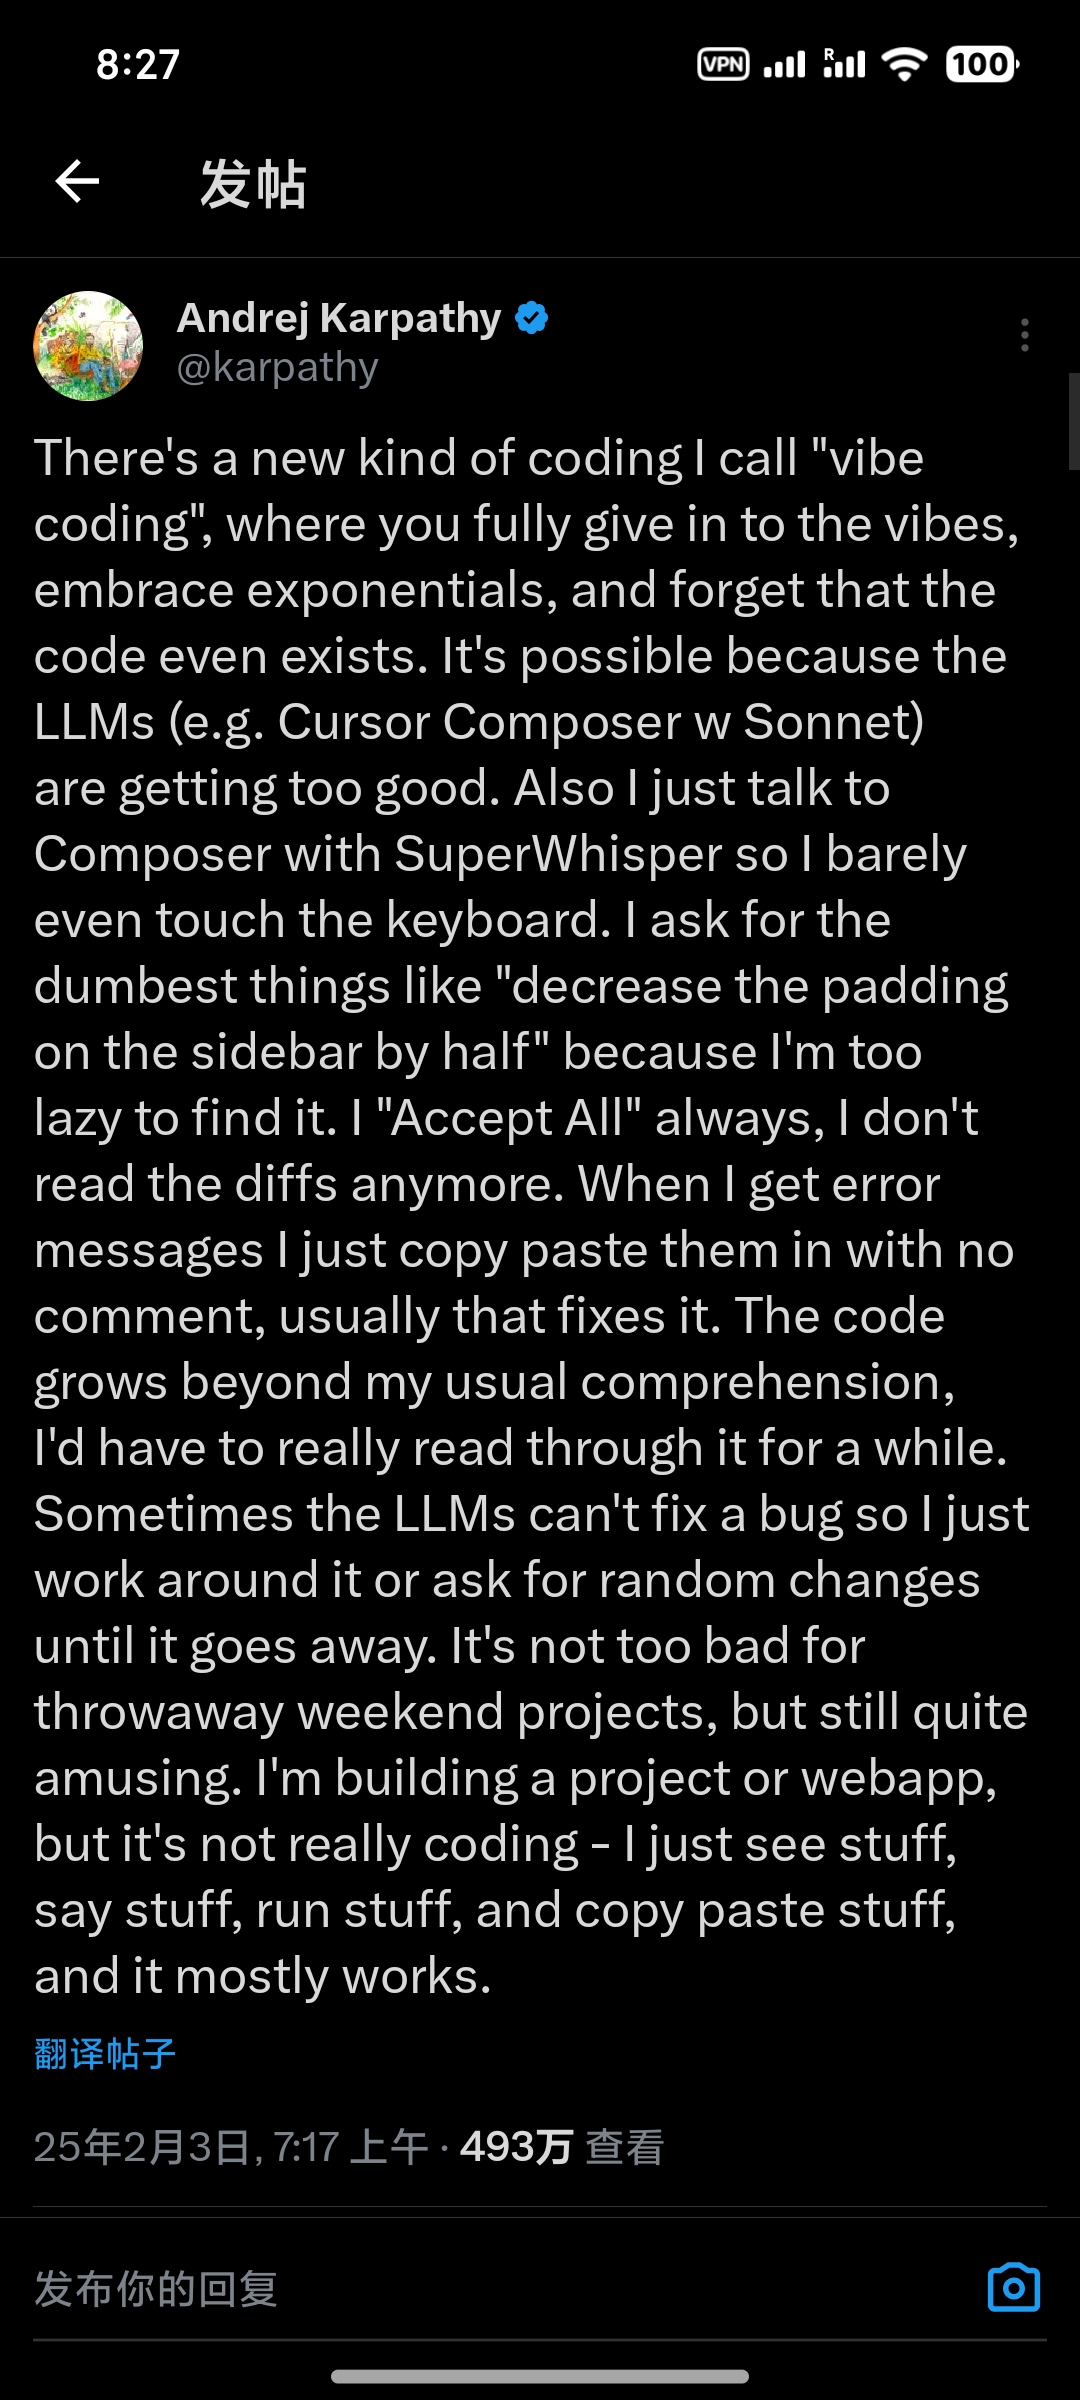 8:27
VPN R 100
发帖
Andrej Karpathy
@karpathy
There's a new kind of coding I call "vibe
coding", where you fully give in to the vibes,
embrace exponentials, and forget that the
code even exists. It's possible because the
LLMs (e.g. Cursor Composer w Sonnet)
are getting too good. Also I just talk to
Composer with SuperWhisper so I barely
even touch the keyboard. I ask for the
dumbest things like "decrease the padding
on the sidebar by half" because I'm too
lazy to find it. I "Accept All" always, I don't
read the diffs anymore. When I get error
messages I just copy paste them in with no
comment, usually that fixes it. The code
grows beyond my usual comprehension,
I'd have to really read through it for a while.
Sometimes the LLMs can't fix a bug so I just
work around it or ask for random changes
until it goes away. It's not too bad for
throwaway weekend projects, but still quite
amusing. I'm building a project or webapp,
but it's not really coding - I just see stuff,
say stuff, run stuff, and copy paste stuff,
and it mostly works.
翻译帖子
25年2月3日, 7:17 上午 · 493万 查看
发布你的回复